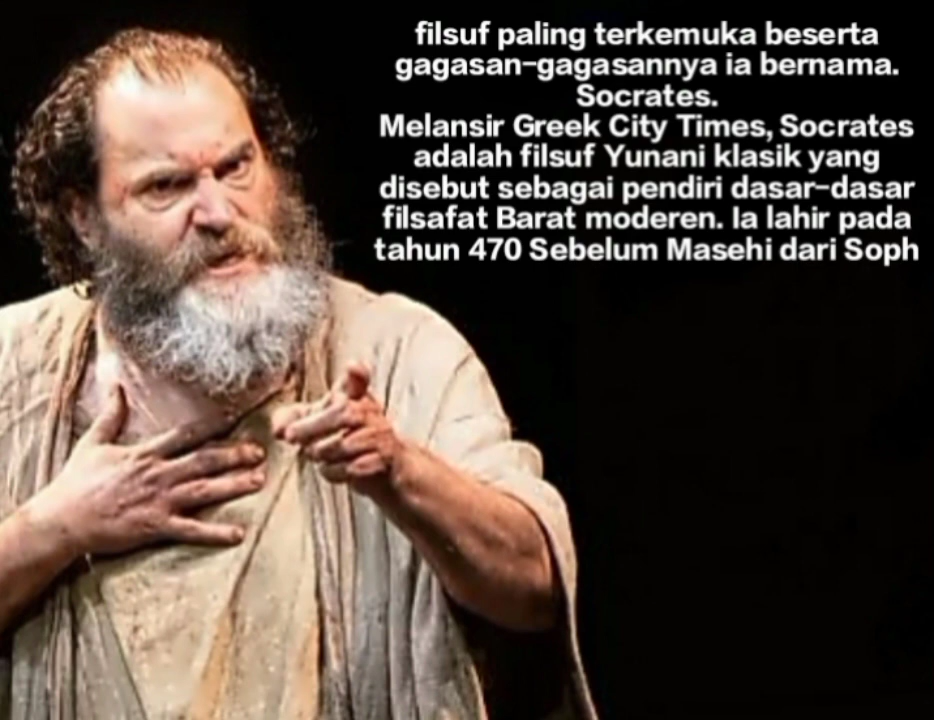 filsuf paling terkemuka beserta
gagasan-gagasannya ia bernama.
Socrates.
Melansir Greek City Times, Socrates
adalah filsuf Yunani klasik yang
disebut sebagai pendiri dasar-dasar
filsafat Barat moderen. Ia lahir pada
tahun 470 Sebelum Masehi dari Soph